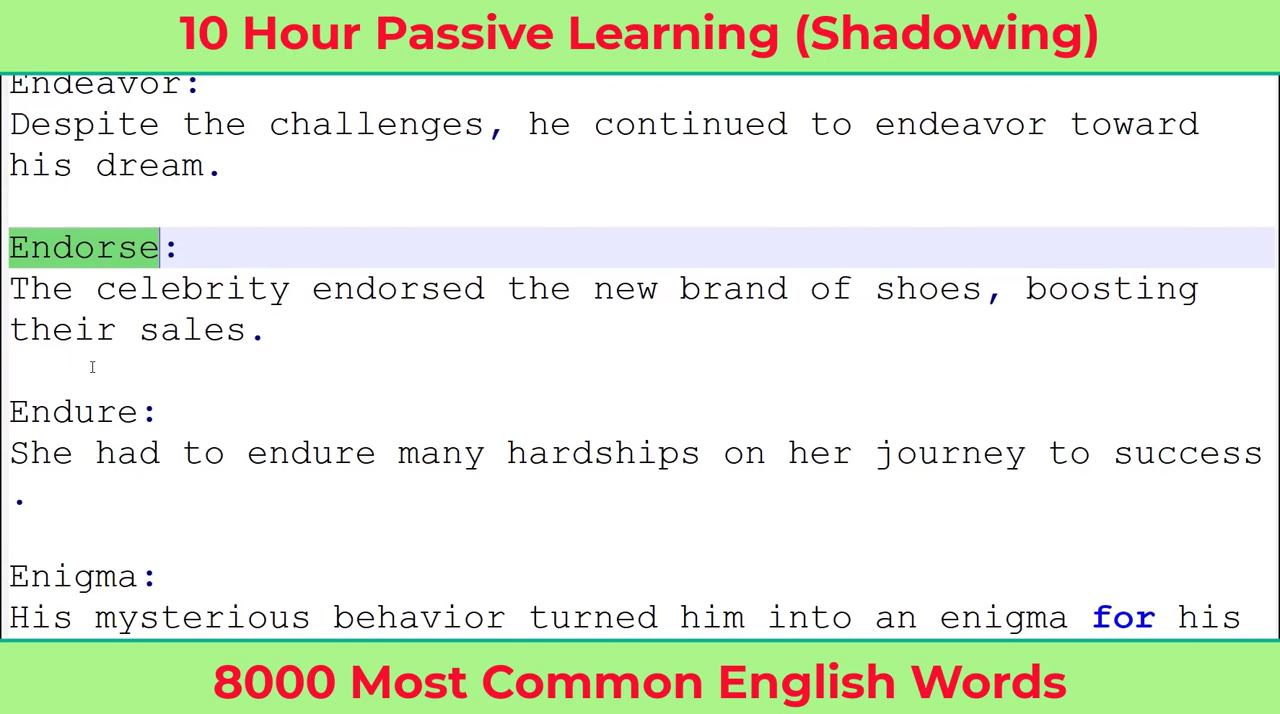 10 Hour Passive Learning (Shadowing)
Endeavor:
Despite the challenges, he continued to endeavor toward
his dream.
Endorse:
The celebrity endorsed the new brand of shoes, boosting
their sales.
Endure:
She had to endure many hardships on her journey to success
.
Enigma:
His mysterious behavior turned him into an enigma for his
8000 Most Common English Words